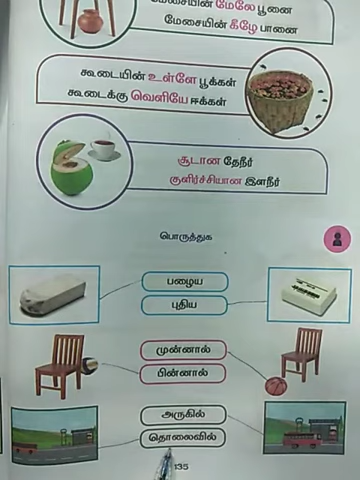 மேசையின் மேலே பூனை
மேசையின் கீழே பானை
கூடையின் உள்ளே பூக்கள்
கூடைக்கு வெளியே ஈக்கள்
சூடான தேநீர்
குளிர்ச்சியான இளநீர்
பொருத்துக
பழைய
புதிய
முன்னால்
பின்னால்
அருகில்
தொலைவில்
135